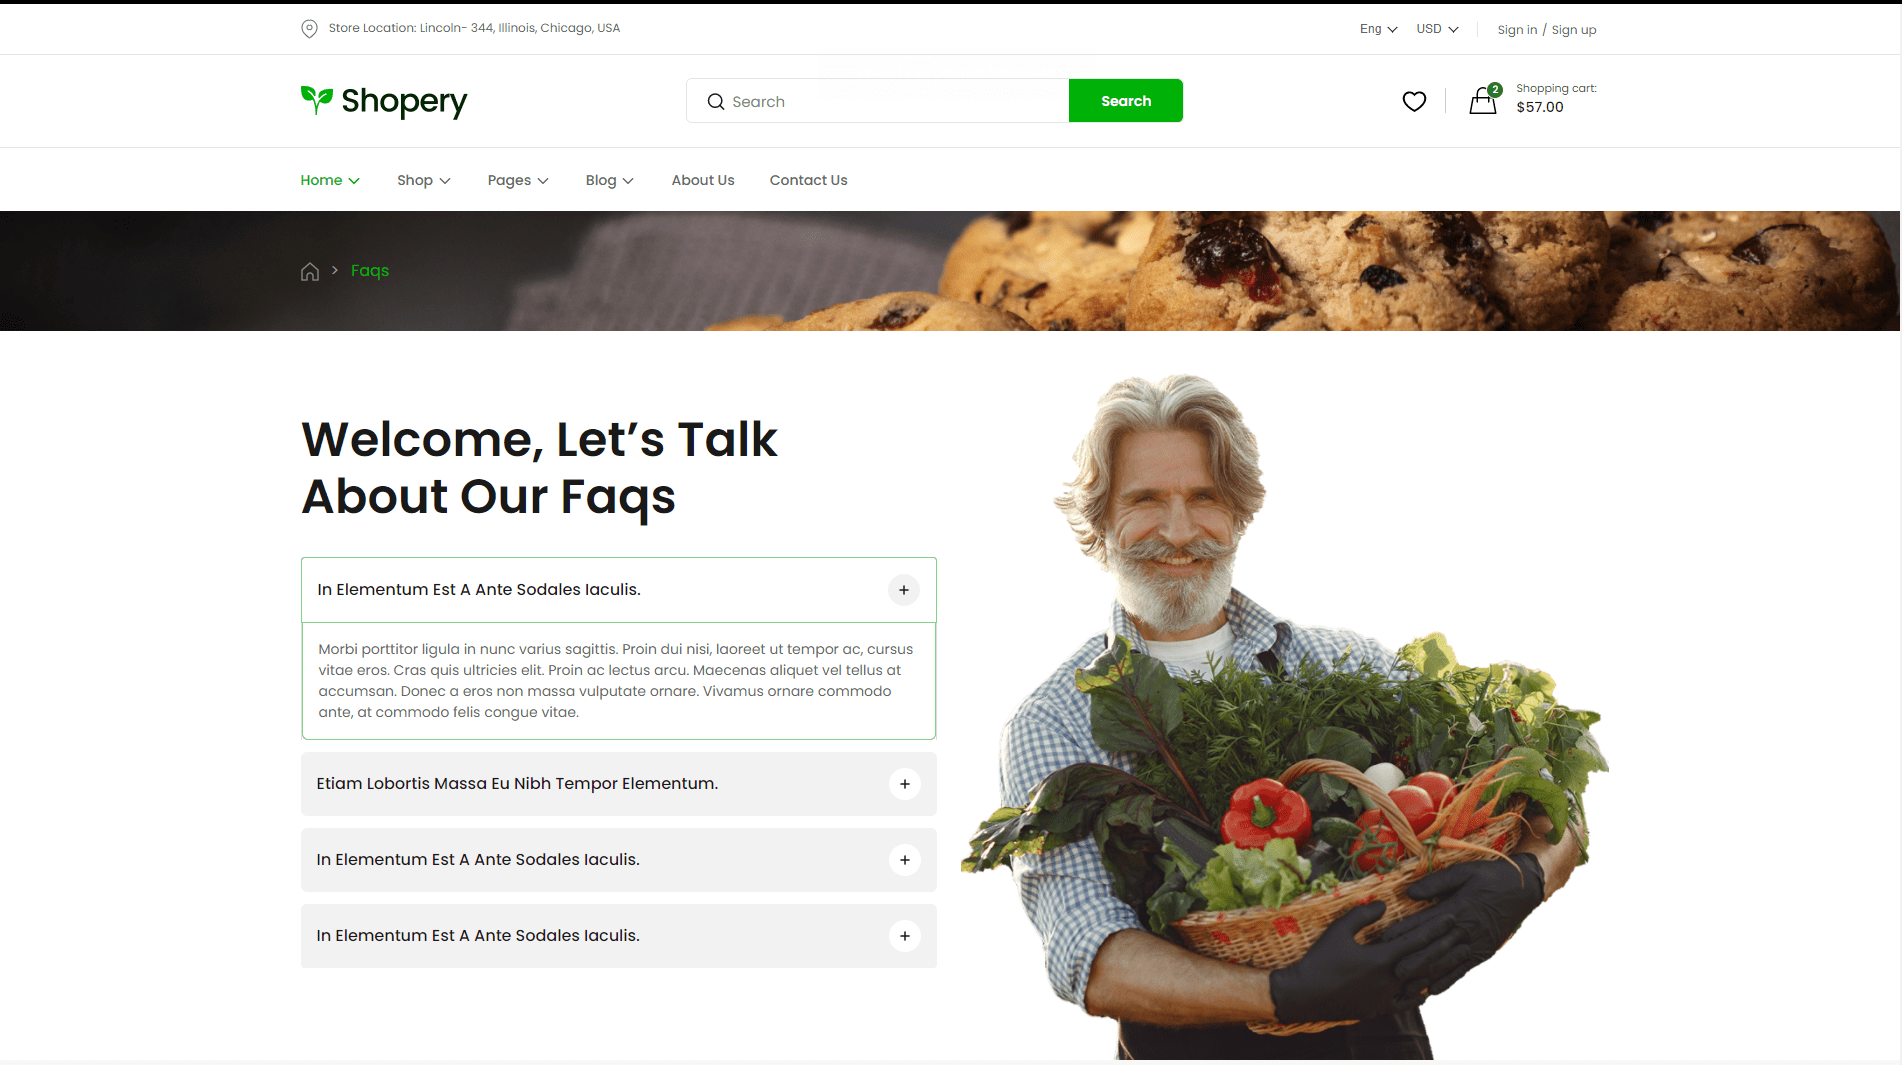 Store Location: Lincoln- 344, Illinois, Chicago, USA
Eng USD Sign in / Sign up
Shopery
Search
Search
2
Shopping cart:
$57.00
Home Shop Pages Blog About Us Contact Us
Faqs
Welcome, Let’s Talk
About Our Faqs
In Elementum Est A Ante Sodales Iaculis.
Morbi porttitor ligula in nunc varius sagittis. Proin dui nisi, laoreet ut tempor ac, cursus
vitae eros. Cras quis ultricies elit. Proin ac lectus arcu. Maecenas aliquet vel tellus at
accumsan. Donec a eros non massa vulputate ornare. Vivamus ornare commodo
ante, at commodo felis congue vitae.
Etiam Lobortis Massa Eu Nibh Tempor Elementum.
In Elementum Est A Ante Sodales Iaculis.
In Elementum Est A Ante Sodales Iaculis.